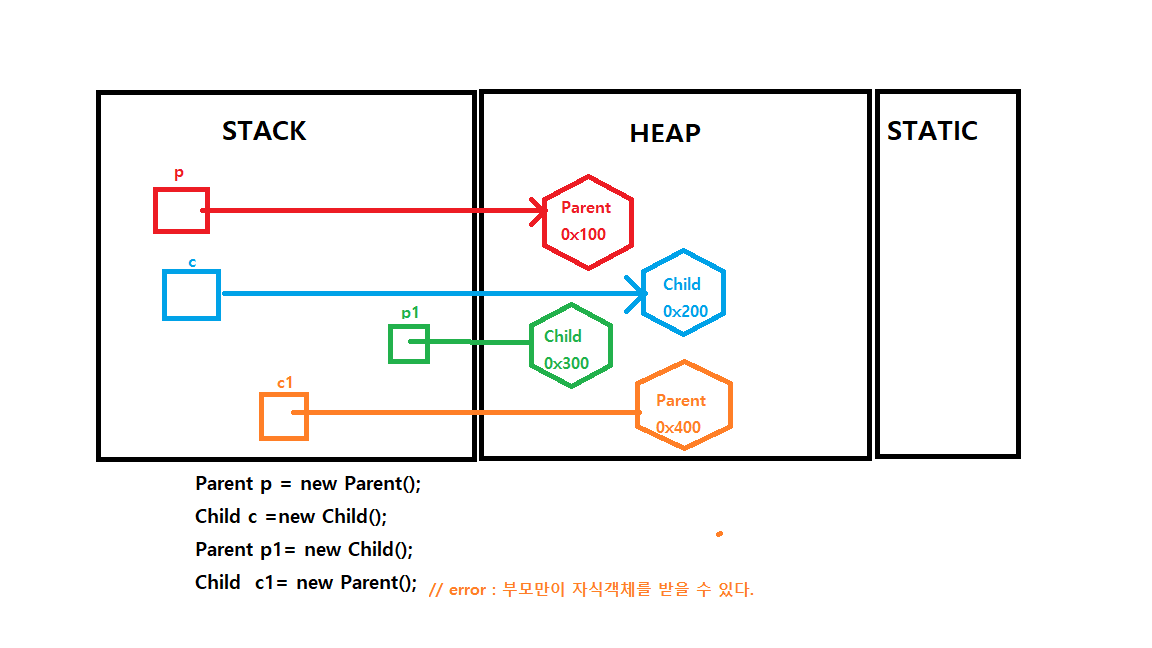 STACK
HEAP
STATIC
p
Parent
0x100
c
Child
0x200
p1
Child
0x300
c1
Parent
0x400
Parent p = new Parent();
Child c =new Child();
Parent p1= new Child();
Child c1= new Parent(); // error : 부모만이 자식객체를 받을 수 있다.